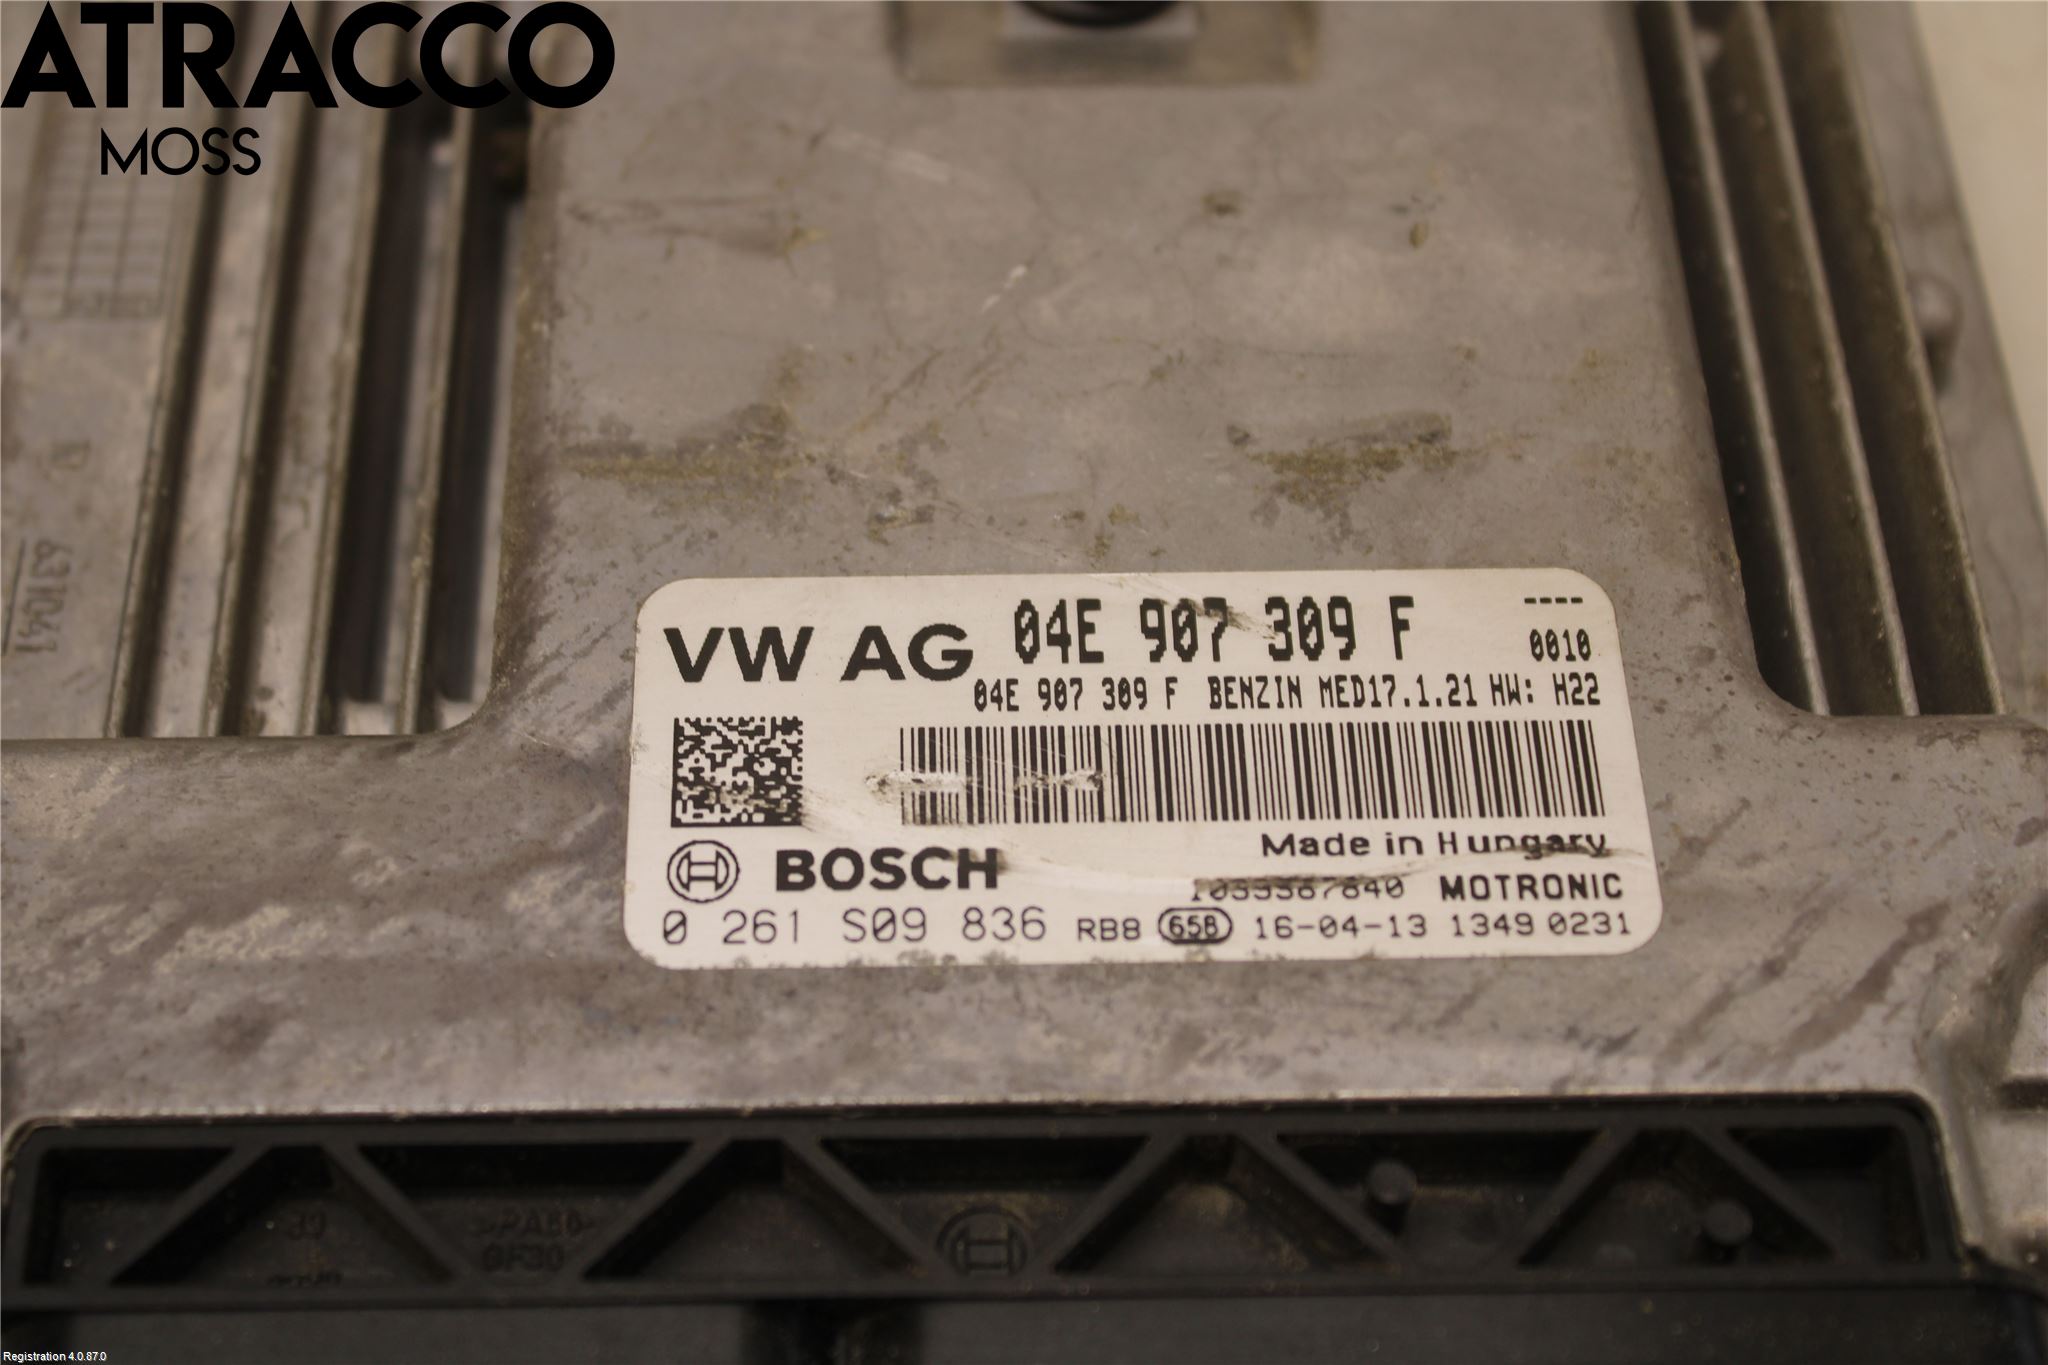 ATRACCO
MOSS
VW AG 04E 907 309 F ----
0010
04E 907 309 F BENZIN MED17.1.21 HW: H22
Made in Hungary
BOSCH
1039387840 MOTRONIC
0 261 S09 836 RB8 658 16-04-13 1349 0231
Registration 4.0.87.0